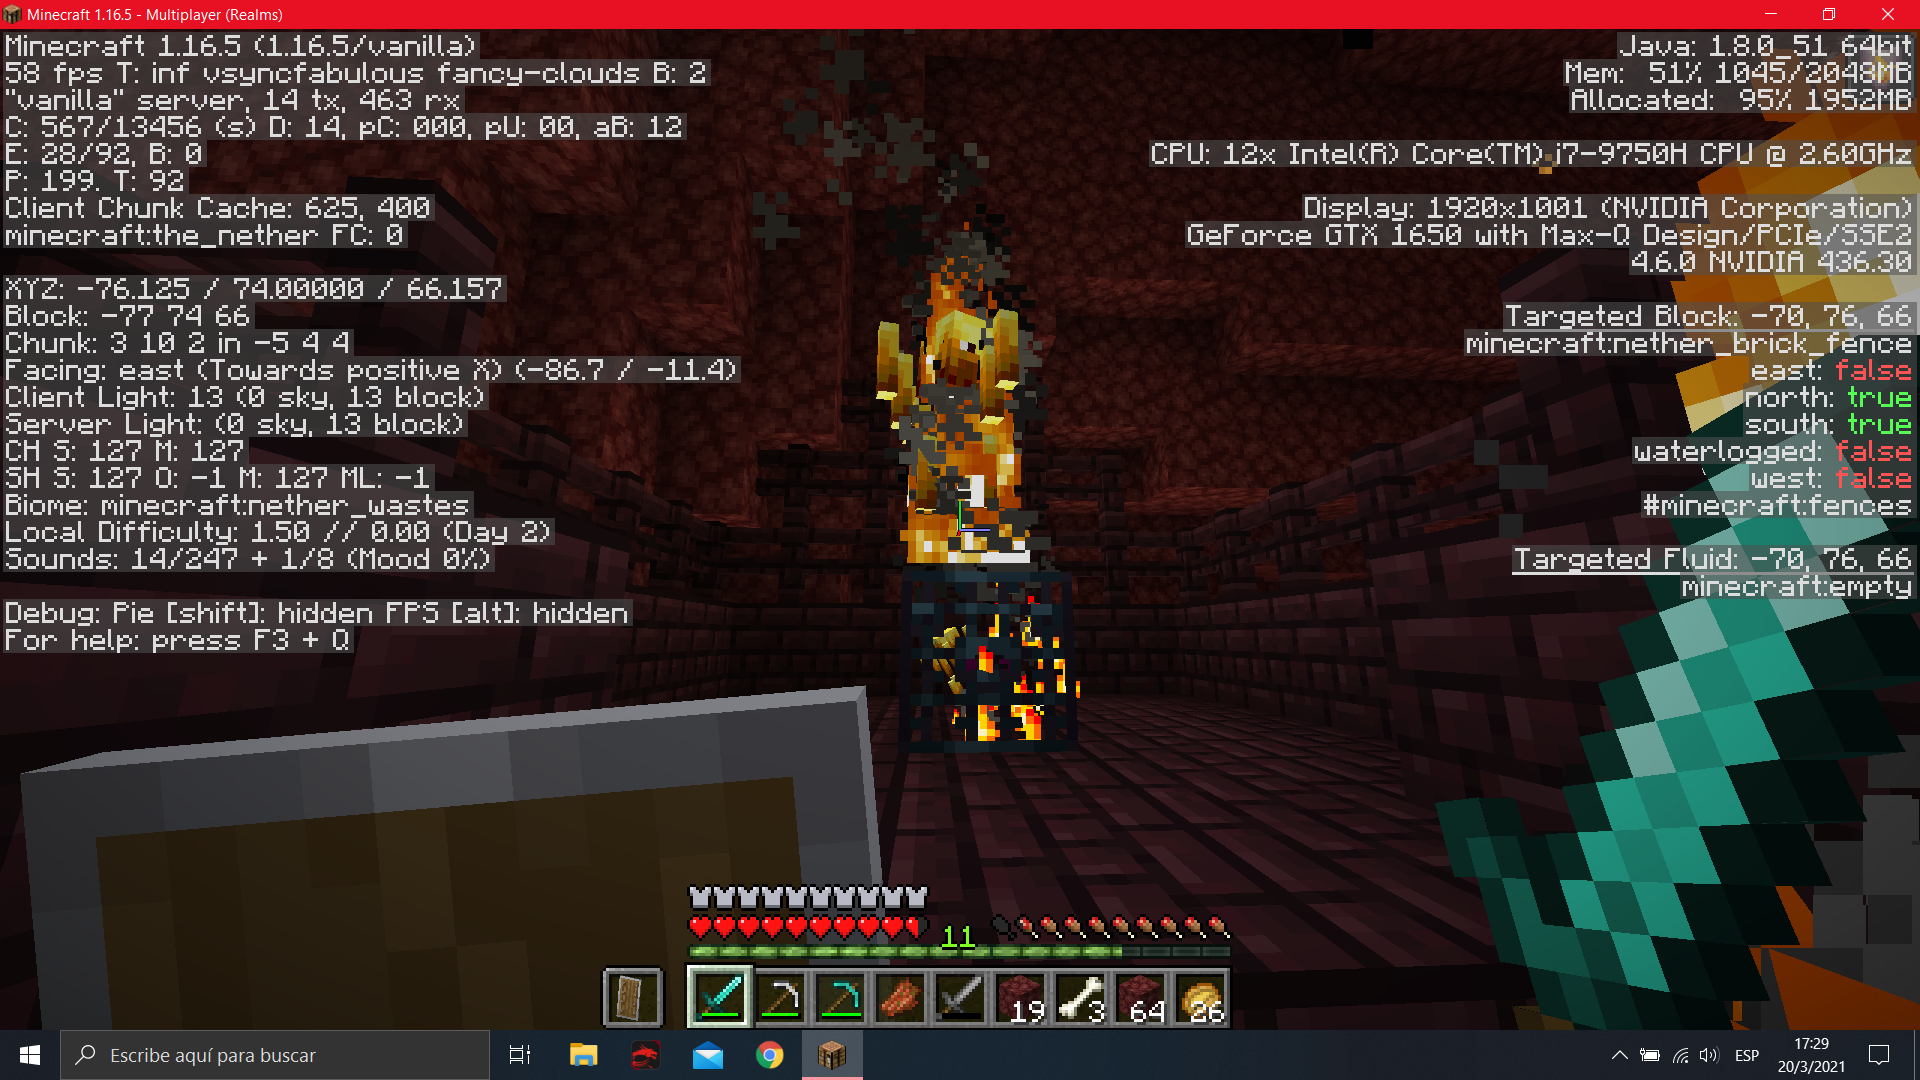 Minecraft 1.16.5 - Multiplayer (Realms)
Minecraft 1.16.5 (1.16.5/vanilla)
58 fps T: inf vsyncfabulous fancy-clouds B: 2
"vanilla" server, 14 tx, 463 rx
C: 567/13456 (s) D: 14, pC: 000, pU: 00, aB: 12
E: 28/92, B: 0
P: 199. T: 92
Client Chunk Cache: 625, 400
minecraft:the_nether FC: 0
XYZ: -76.125 / 74.00000 / 66.157
Block: -77 74 66
Chunk: 3 10 2 in -5 4 4
Facing: east (Towards positive X) (-86.7 / -11.4)
Client Light: 13 (0 sky, 13 block)
Server Light: (0 sky, 13 block)
CH S: 127 M: 127
SH S: 127 O: -1 M: 127 ML: -1
Biome: minecraft:nether_wastes
Local Difficulty: 1.50 // 0.00 (Day 2)
Sounds: 14/247 + 1/8 (Mood 0%)
Debug: Pie [shift]: hidden FPS [alt]: hidden
For help: press F3 + Q
Java: 1.8.0_51 64bit
Mem: 51% 1045/2048MB
Allocated: 95% 1952MB
CPU: 12x Intel(R) Core(TM) i7-9750H CPU @ 2.60GHz
Display: 1920x1001 (NVIDIA Corporation)
GeForce GTX 1650 with Max-Q Design/PCIe/SSE2
4.6.0 NVIDIA 436.30
Targeted Block: -70, 76, 66
minecraft:nether_brick_fence
east: false
north: true
south: true
waterlogged: false
west: false
#minecraft:fences
Targeted Fluid: -70, 76, 66
minecraft:empty
11
19 3 64 26
Escribe aquí para buscar
ESP
17:29
20/3/2021